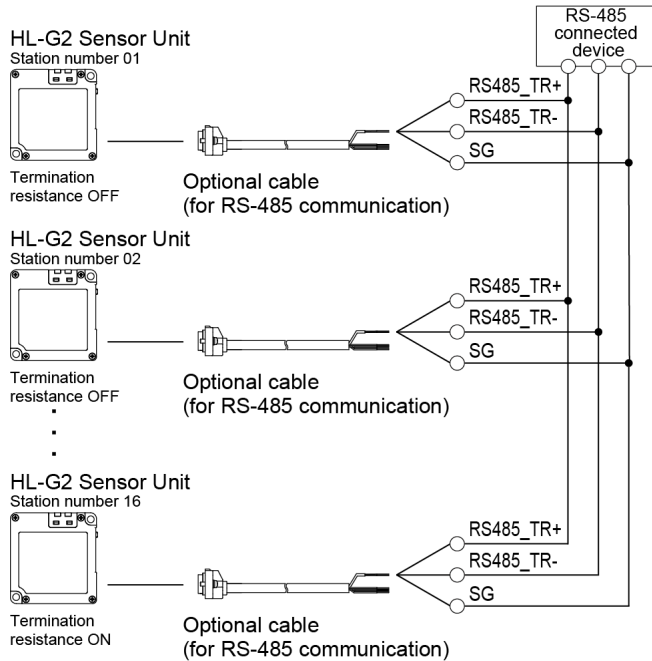 RS-485
connected
device
HL-G2 Sensor Unit
Station number 01
RS485_TR+
RS485_TR-
SG
Termination
resistance OFF
Optional cable
(for RS-485 communication)
HL-G2 Sensor Unit
Station number 02
RS485_TR+
RS485_TR-
SG
Termination
resistance OFF
Optional cable
(for RS-485 communication)
HL-G2 Sensor Unit
Station number 16
RS485_TR+
RS485_TR-
SG
Termination
resistance ON
Optional cable
(for RS-485 communication)